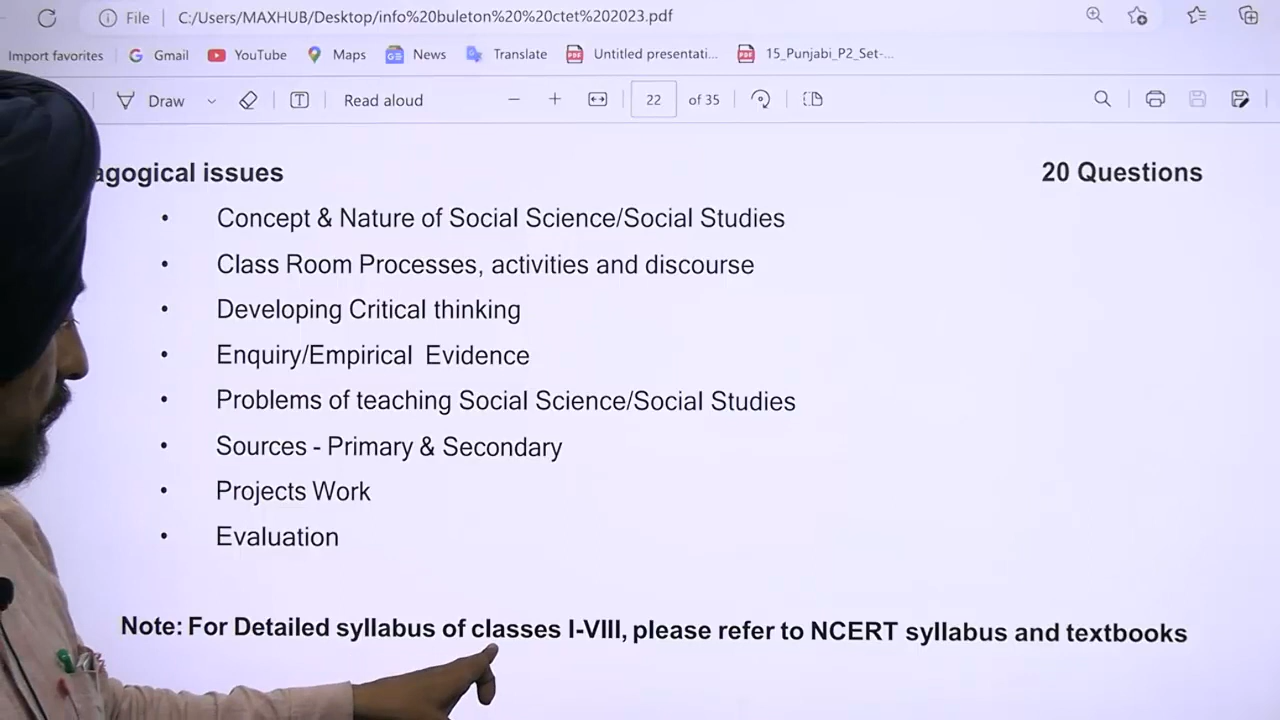 File C:/Users/MAXHUB/Desktop/info%20buleton%20%20ctet%202023.pdf
Import favorites Gmail YouTube Maps News Translate Untitled presentati... 15_Punjabi_P2_Set-...
Draw Read aloud 22 of 35
agogical issues 20 Questions
• Concept & Nature of Social Science/Social Studies
• Class Room Processes, activities and discourse
• Developing Critical thinking
• Enquiry/Empirical Evidence
• Problems of teaching Social Science/Social Studies
• Sources - Primary & Secondary
• Projects Work
• Evaluation
Note: For Detailed syllabus of classes I-VIII, please refer to NCERT syllabus and textbooks